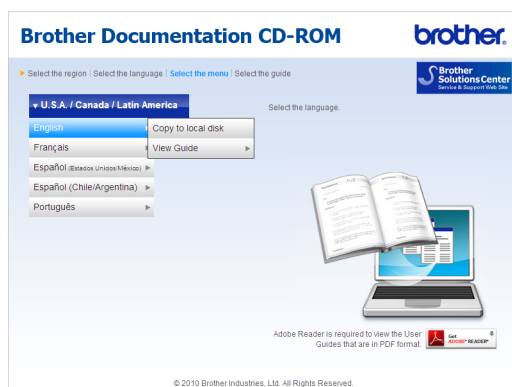 Brother Documentation CD-ROM
brother.
Select the region | Select the language | Select the menu | Select the guide
Brother
Solutions Center
Service & Support Web Site
U.S.A. / Canada / Latin America
Select the language.
English
Copy to local disk
Français
View Guide
Español (Estados Unidos/México)
Español (Chile/Argentina)
Português
Adobe Reader is required to view the User
Guides that are in PDF format.
Get
ADOBE® READER®
© 2010 Brother Industries, Ltd. All Rights Reserved.